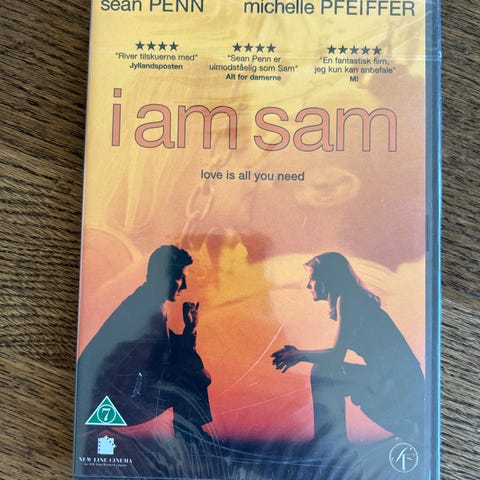 sean PENN michelle PFEIFFER
★★★★ ★★★★ ★★★★★
"River tilskuerne med" "Sean Penn er "En fantastisk film,
Jyllandsposten uimodståelig som Sam" jeg kun kan anbefale"
Alt for damerne M!
i am sam
love is all you need
7
NEW LINE CINEMA